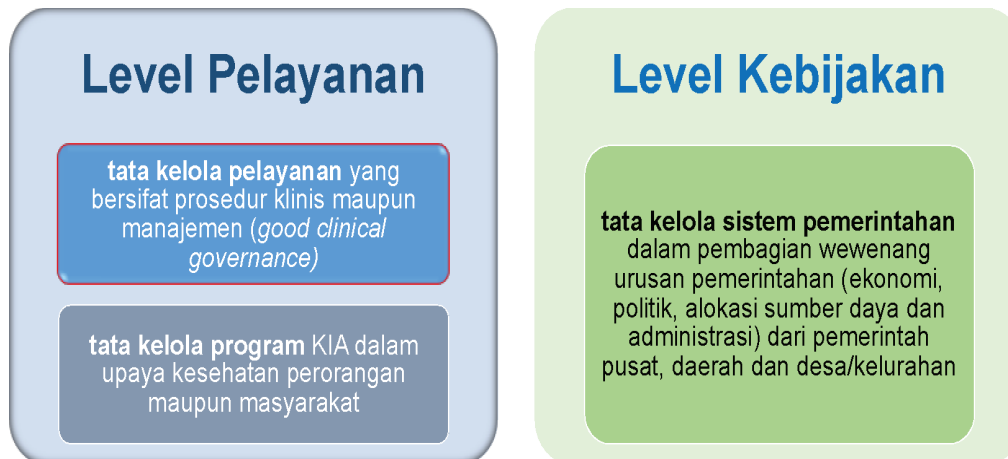 Level Pelayanan
tata kelola pelayanan yang
bersifat prosedur klinis maupun
manajemen (good clinical
governance)
tata kelola program KIA dalam
upaya kesehatan perorangan
maupun masyarakat
Level Kebijakan
tata kelola sistem pemerintahan
dalam pembagian wewenang
urusan pemerintahan (ekonomi,
politik, alokasi sumber daya dan
administrasi) dari pemerintah
pusat, daerah dan desa/kelurahan